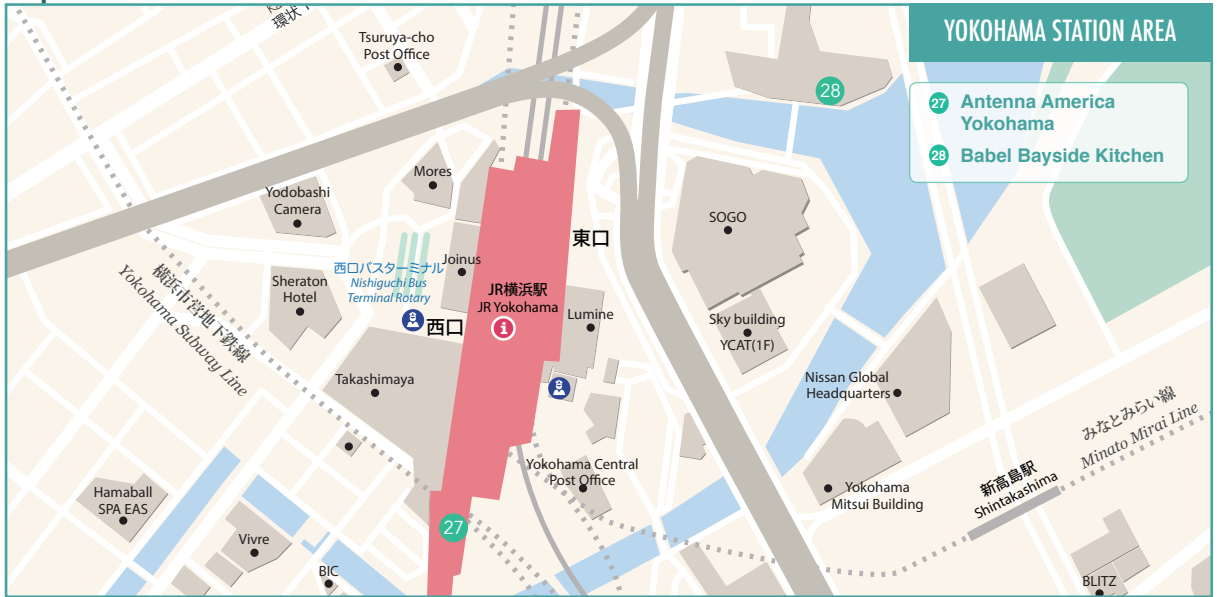 YOKOHAMA STATION AREA
27 Antenna America
Yokohama
28 Babel Bayside Kitchen
環状
Tsuruya-cho
Post Office
28
Mores
Yodobashi
Camera
SOGO
東口
西口バスターミナル
Nishiguchi Bus
Terminal Rotary
Joinus
横浜市営地下鉄線
Yokohama Subway Line
Sheraton
Hotel
JR横浜駅
JR Yokohama
i
Lumine
西口
Sky building
YCAT(1F)
Takashimaya
Nissan Global
Headquarters
みなとみらい線
Minato Mirai Line
Yokohama Central
Post Office
新高島駅
Shintakashima
Yokohama
Mitsui Building
Hamaball
SPA EAS
27
Vivre
BIC
BLITZ